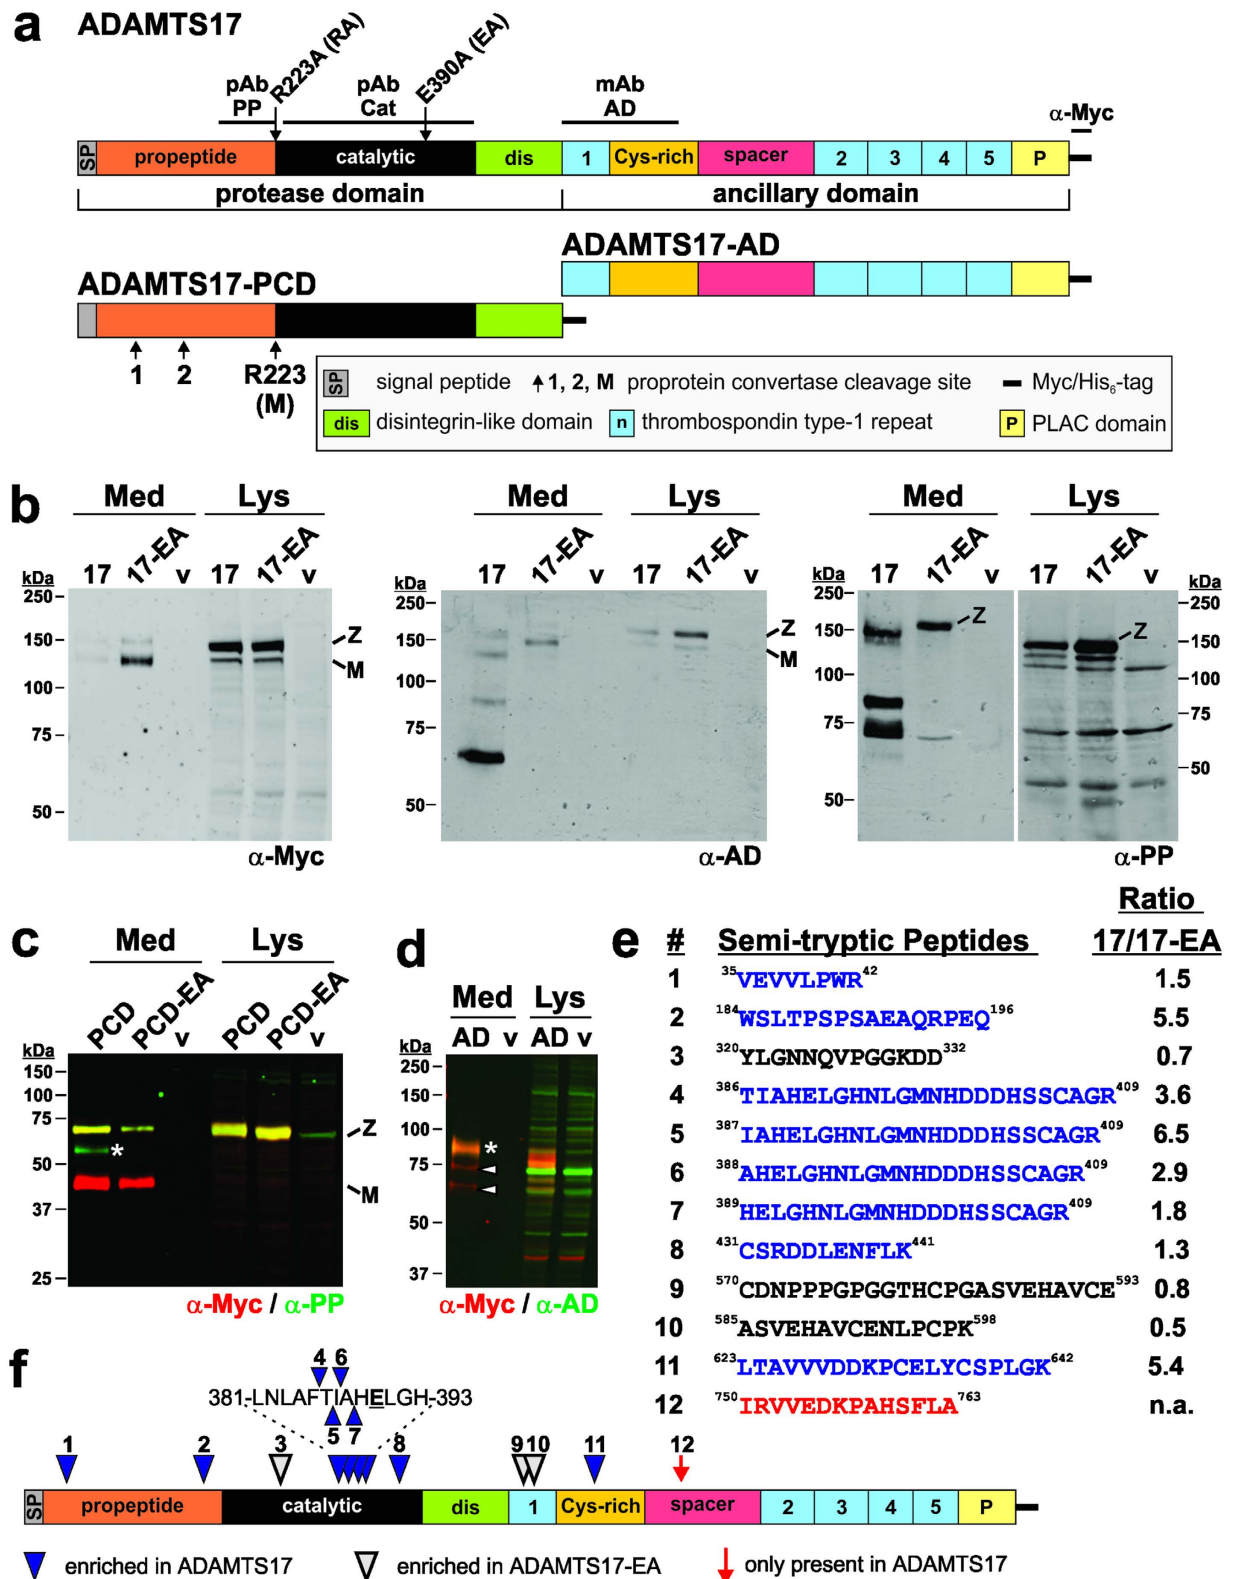 a ADAMTS17
pAb PP
R223A (RA)
pAb Cat
E390A (EA)
mAb AD
α-Myc
SP propeptide catalytic dis 1 Cys-rich spacer 2 3 4 5 P
protease domain ancillary domain
ADAMTS17-AD
ADAMTS17-PCD
1 2 R223 (M)
SP signal peptide 1, 2, M proprotein convertase cleavage site Myc/His6-tag
dis disintegrin-like domain n thrombospondin type-1 repeat P PLAC domain
b
Med Lys
17 17-EA v 17 17-EA v
kDa
250
150
100
75
50
Z
M
α-Myc
Med Lys
17 17-EA v 17 17-EA v
kDa
250
150
100
75
50
Z
M
α-AD
Med Lys
17 17-EA v 17 17-EA v
kDa
250
150
100
75
50
Z
Z
kDa
250
150
100
75
50
α-PP
c
Med Lys
PCD PCD-EA v PCD PCD-EA v
kDa
150
100
75
50
37
25
*
Z
M
α-Myc / α-PP
d
Med Lys
AD v AD v
kDa
250
150
100
75
50
37
*
α-Myc / α-AD
e
Ratio
# Semi-tryptic Peptides 17/17-EA
1 35VEVVLPWR42 1.5
2 184WSLTPSPSAEAQRPEQ196 5.5
3 320YLGNNQVPGGKDD332 0.7
4 386TIAHELGHNLGMNHDDDHSSCAGR409 3.6
5 387IAHELGHNLGMNHDDDHSSCAGR409 6.5
6 388AHELGHNLGMNHDDDHSSCAGR409 2.9
7 389HELGHNLGMNHDDDHSSCAGR409 1.8
8 431CSRDDLENFLK441 1.3
9 570CDNPPPGPGGTHCPGASVEHAVCE593 0.8
10 585ASVEHAVCENLPCPK598 0.5
11 623LTAVVVDDKPCELYCSPLGK642 5.4
12 750IRVVEDKPAHSFLA763 n.a.
f
4 6
381-LNLAFTIAHELGH-393
5 7
1 2 3 8 9 10 11 12
SP propeptide catalytic dis 1 Cys-rich spacer 2 3 4 5 P
enriched in ADAMTS17 enriched in ADAMTS17-EA only present in ADAMTS17